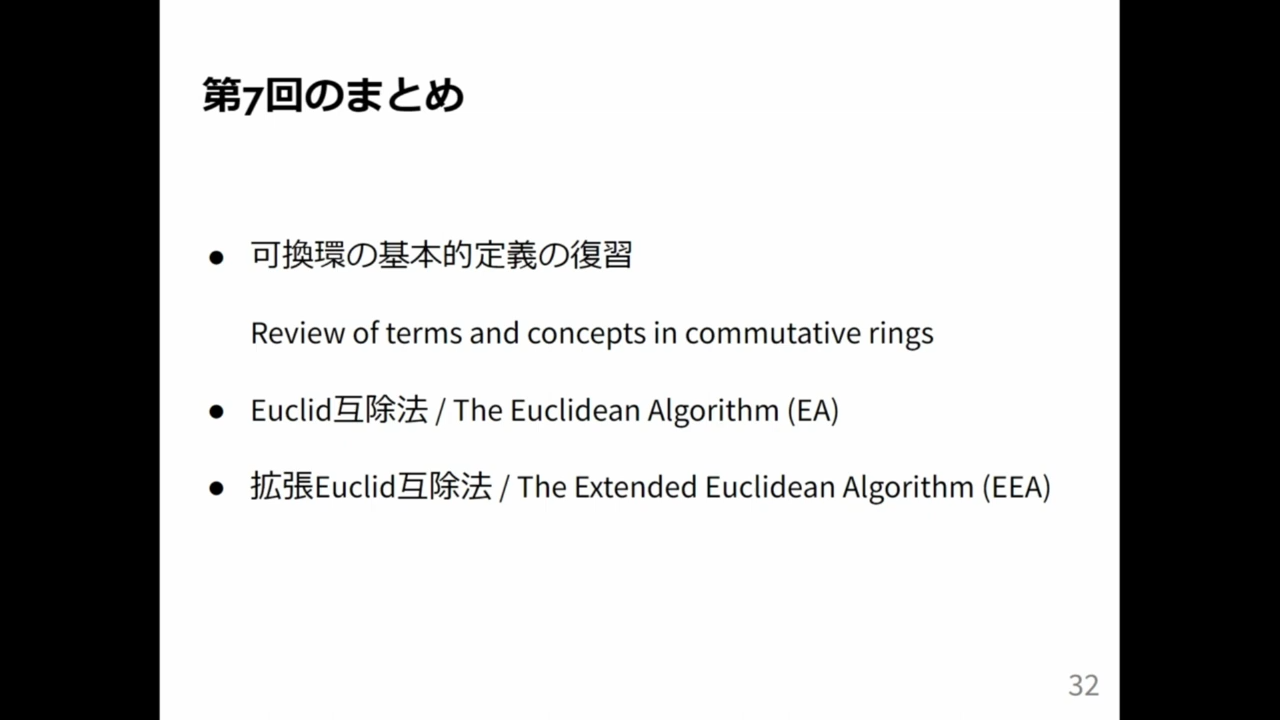 第7回のまとめ
● 可換環の基本的定義の復習
Review of terms and concepts in commutative rings
● Euclid互除法 / The Euclidean Algorithm (EA)
● 拡張Euclid互除法 / The Extended Euclidean Algorithm (EEA)
32